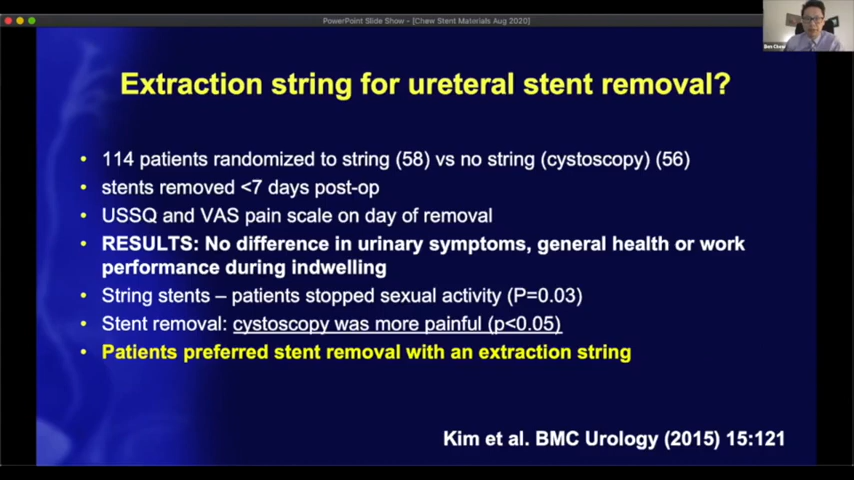 PowerPoint Slide Show - [Chew Stent Materials Aug 2020]
Ben Chew
Extraction string for ureteral stent removal?
• 114 patients randomized to string (58) vs no string (cystoscopy) (56)
• stents removed <7 days post-op
• USSQ and VAS pain scale on day of removal
• RESULTS: No difference in urinary symptoms, general health or work
performance during indwelling
• String stents – patients stopped sexual activity (P=0.03)
• Stent removal: cystoscopy was more painful (p<0.05)
• Patients preferred stent removal with an extraction string
Kim et al. BMC Urology (2015) 15:121